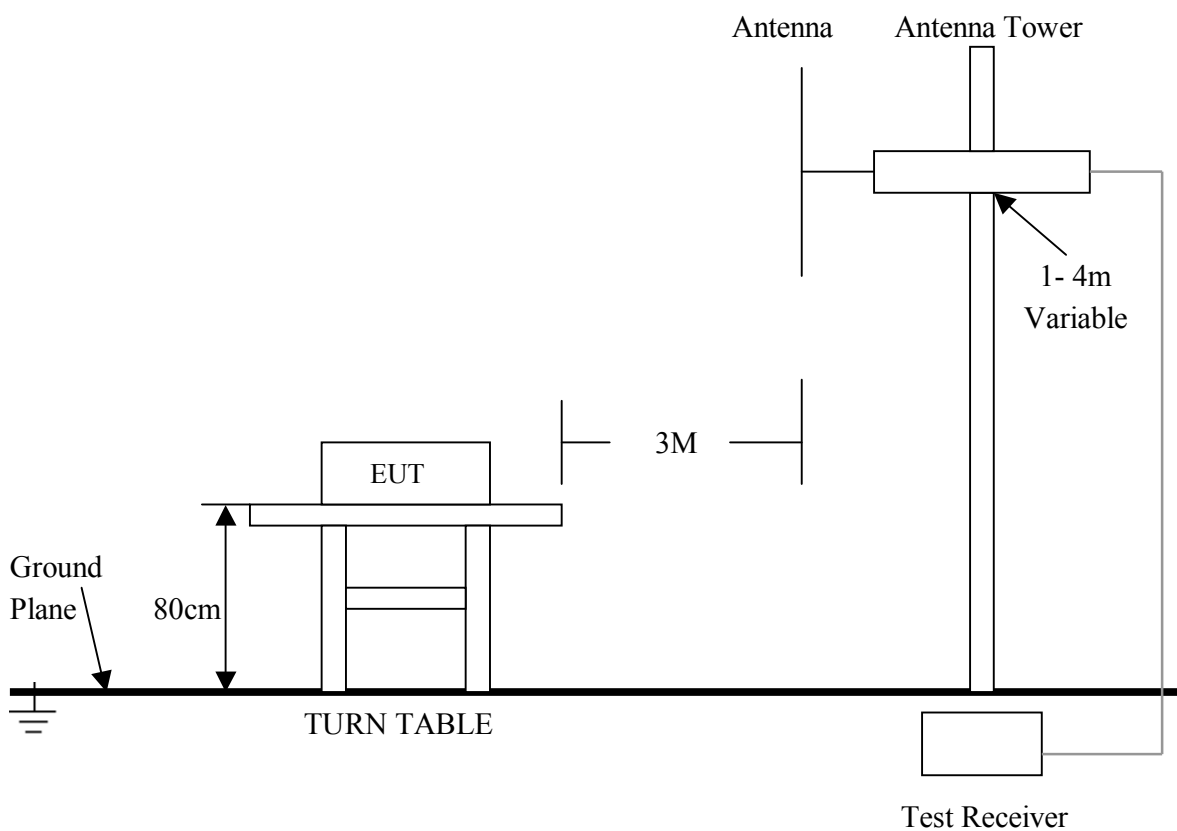 Antenna
Antenna Tower
1- 4m
Variable
3M
EUT
Ground
Plane
80cm
TURN TABLE
Test Receiver